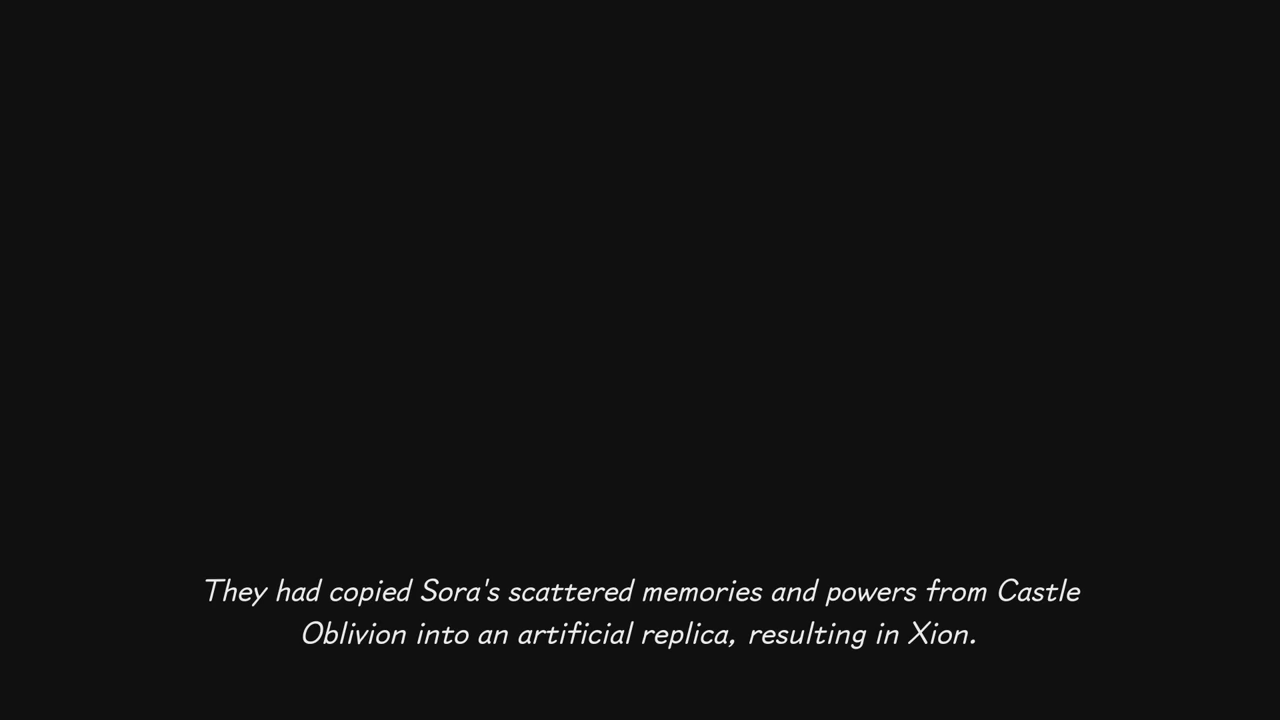 They had copied Sora's scattered memories and powers from Castle
Oblivion into an artificial replica, resulting in Xion.